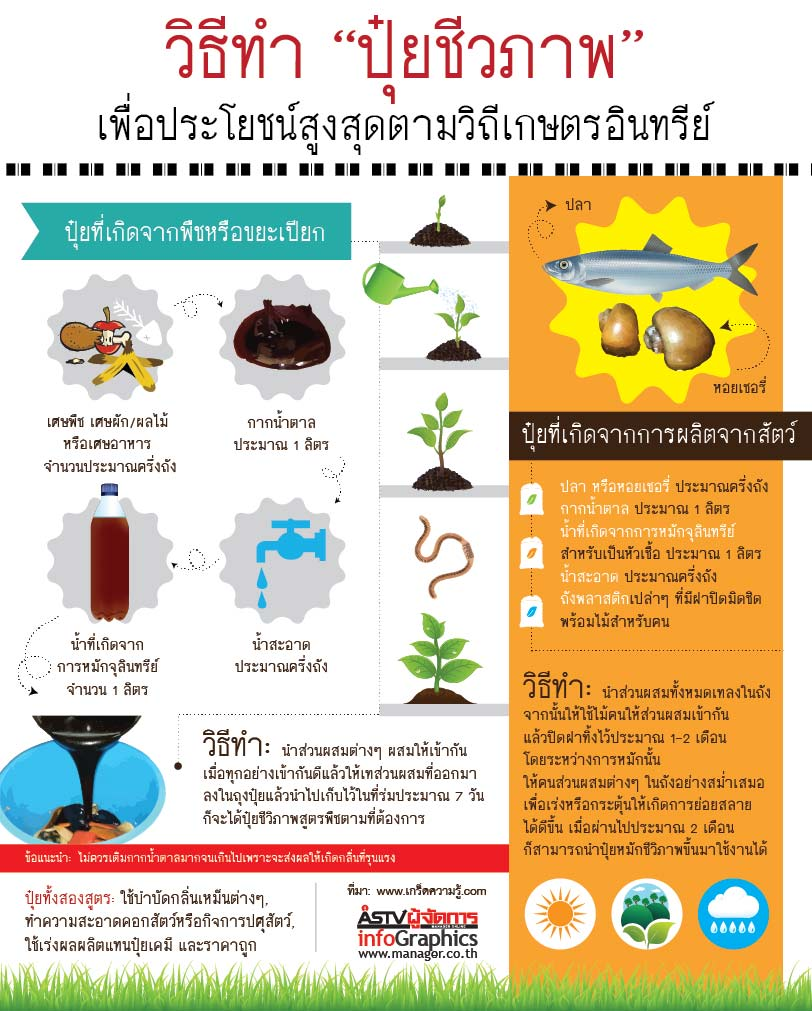 วิธีทำ “ปุ๋ยชีวภาพ”
เพื่อประโยชน์สูงสุดตามวิถีเกษตรอินทรีย์
ปุ๋ยที่เกิดจากพืชหรือขยะเปียก
เศษพืช เศษผัก/ผลไม้
หรือเศษอาหาร
จำนวนประมาณครึ่งถัง
กากน้ำตาล
ประมาณ 1 ลิตร
น้ำที่เกิดจาก
การหมักจุลินทรีย์
จำนวน 1 ลิตร
น้ำสะอาด
ประมาณครึ่งถัง
วิธีทำ: นำส่วนผสมต่างๆ ผสมให้เข้ากัน
เมื่อทุกอย่างเข้ากันดีแล้วให้เทส่วนผสมที่ออกมา
ลงในถุงปุ๋ยแล้วนำไปเก็บไว้ในที่ร่มประมาณ 7 วัน
ก็จะได้ปุ๋ยชีวิภาพสูตรพืชตามที่ต้องการ
ข้อแนะนำ: ไม่ควรเติมกากน้ำตาลมากจนเกินไปเพราะจะส่งผลให้เกิดกลิ่นที่รุนแรง
ปุ๋ยทั้งสองสูตร: ใช้บำบัดกลิ่นเหม็นต่างๆ,
ทำความสะอาดคอกสัตว์หรือกิจการปศุสัตว์,
ใช้เร่งผลผลิตแทนปุ๋ยเคมี และราคาถูก
ที่มา: www.เกร็ดความรู้.com
ASTVผู้จัดการ
MANAGER ONLINE
infoGraphics
www.manager.co.th
ปลา
หอยเชอรี่
ปุ๋ยที่เกิดจากการผลิตจากสัตว์
ปลา หรือหอยเชอรี่ ประมาณครึ่งถัง
กากน้ำตาล ประมาณ 1 ลิตร
น้ำที่เกิดจากการหมักจุลินทรีย์
สำหรับเป็นหัวเชื้อ ประมาณ 1 ลิตร
น้ำสะอาด ประมาณครึ่งถัง
ถังพลาสติกเปล่าๆ ที่มีฝาปิดมิดชิด
พร้อมไม้สำหรับคน
วิธีทำ: นำส่วนผสมทั้งหมดเทลงในถัง
จากนั้นให้ใช้ไม้คนให้ส่วนผสมเข้ากัน
แล้วปิดฝาทิ้งไว้ประมาณ 1-2 เดือน
โดยระหว่างการหมักนั้น
ให้คนส่วนผสมต่างๆ ในถังอย่างสม่ำเสมอ
เพื่อเร่งหรือกระตุ้นให้เกิดการย่อยสลาย
ได้ดีขึ้น เมื่อผ่านไปประมาณ 2 เดือน
ก็สามารถนำปุ๋ยหมักชีวิภาพขึ้นมาใช้งานได้